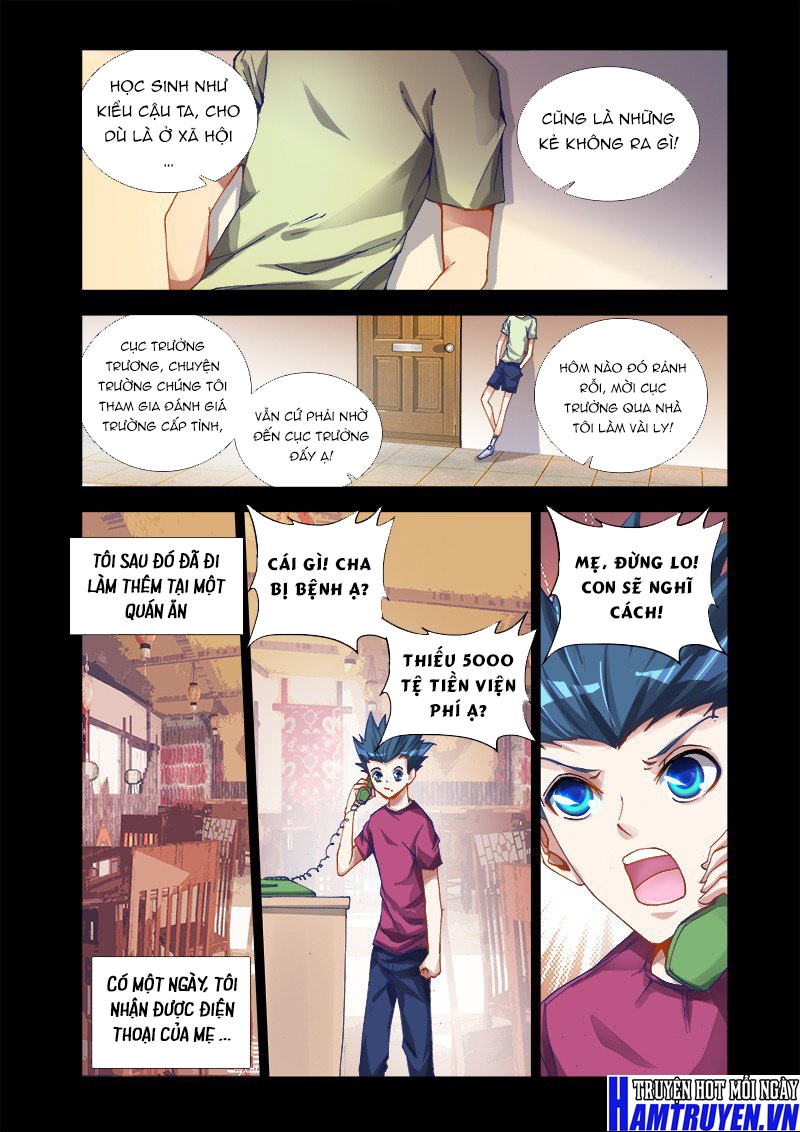 HỌC SINH NHƯ
KIỂU CẬU TA, CHO
DÙ LÀ Ở XÃ HỘI
...
CŨNG LÀ NHỮNG
KẺ KHÔNG RA GÌ!
CỤC TRƯỞNG
TRƯƠNG, CHUYỆN
TRƯỜNG CHÚNG TÔI
THAM GIA ĐÁNH GIÁ
TRƯỜNG CẤP TỈNH,
VẪN CỨ PHẢI NHỜ
ĐẾN CỤC TRƯỞNG
ĐẤY Ạ!
HÔM NÀO ĐÓ RẢNH
RỖI, MỜI CỤC
TRƯỞNG QUA NHÀ
TÔI LÀM VÀI LY!
TÔI SAU ĐÓ ĐÃ ĐI
LÀM THÊM TẠI MỘT
QUÁN ĂN
CÁI GÌ! CHA
BỊ BỆNH Ạ?
THIẾU 5000
TỆ TIỀN VIỆN
PHÍ Ạ?
MẸ, ĐỪNG LO!
CON SẼ NGHĨ
CÁCH!
CÓ MỘT NGÀY, TÔI
NHẬN ĐƯỢC ĐIỆN
THOẠI CỦA MẸ ...
TRUYỆN HOT MỖI NGÀY
HAMTRUYEN.VN